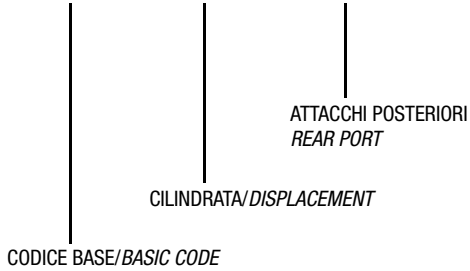 ATTACCHI POSTERIORI
REAR PORT
CILINDRATA/DISPLACEMENT
CODICE BASE/BASIC CODE